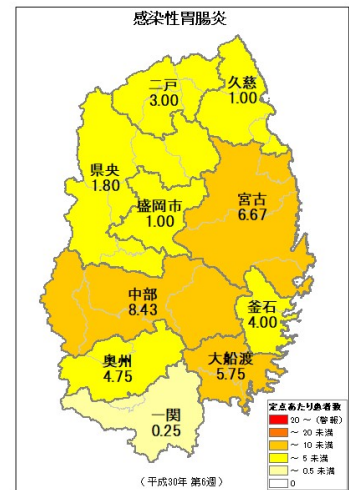 感染性胃腸炎
二戸
3.00
久慈
1.00
県央
1.80
盛岡市
1.00
宮古
6.67
中部
8.43
釜石
4.00
奥州
4.75
大船渡
5.75
一関
0.25
定点あたり患者数
20 ～ (警報)
～ 20 未満
～ 10 未満
～ 5 未満
～ 0.5 未満
0
(平成30年 第6週)